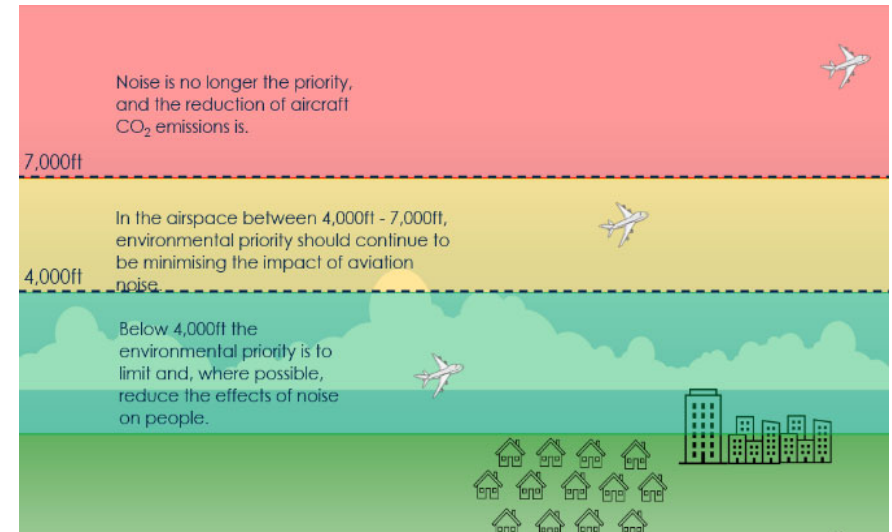 Noise is no longer the priority,
and the reduction of aircraft
CO₂ emissions is.
7,000ft
In the airspace between 4,000ft - 7,000ft,
environmental priority should continue to
be minimising the impact of aviation
noise.
4,000ft
Below 4,000ft the
environmental priority is to
limit and, where possible,
reduce the effects of noise
on people.